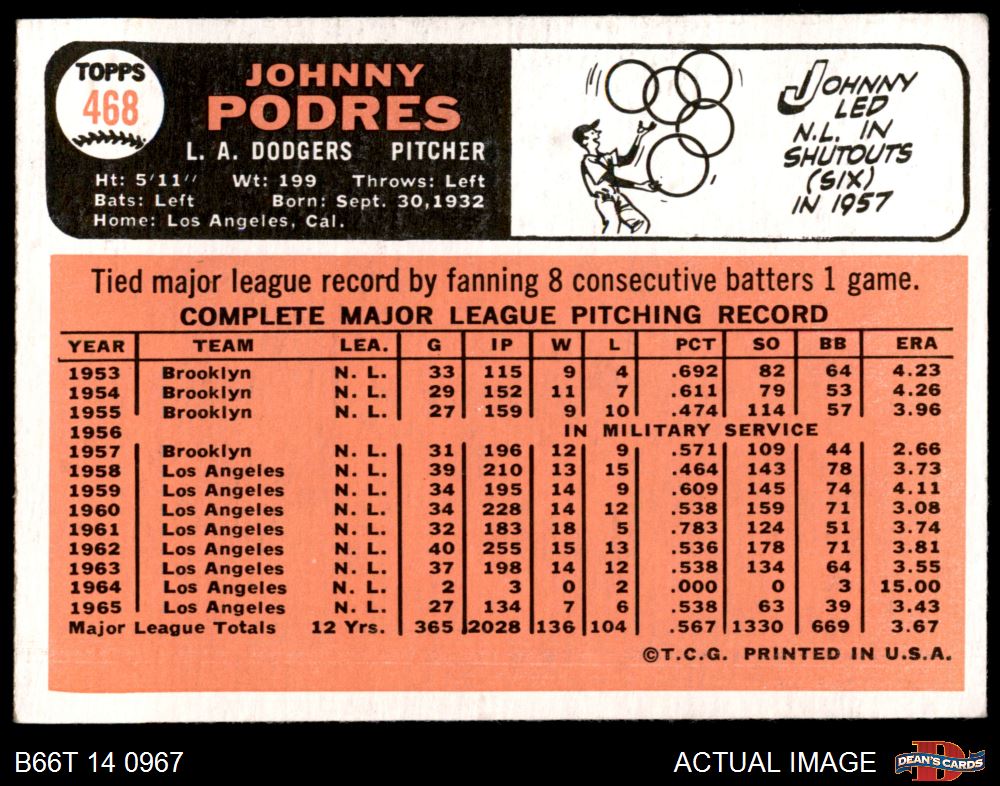 TOPPS
468
JOHNNY
PODRES
L. A. DODGERS PITCHER
Ht: 5'11" Wt: 199 Throws: Left
Bats: Left Born: Sept. 30, 1932
Home: Los Angeles, Cal.
JOHNNY
LED
N.L. IN
SHUTOUTS
(SIX)
IN 1957
Tied major league record by fanning 8 consecutive batters 1 game.
COMPLETE MAJOR LEAGUE PITCHING RECORD
YEAR TEAM LEA. G IP W L PCT SO BB ERA
1953 Brooklyn N. L. 33 115 9 4 .692 82 64 4.23
1954 Brooklyn N. L. 29 152 11 7 .611 79 53 4.26
1955 Brooklyn N. L. 27 159 9 10 .474 114 57 3.96
1956 IN MILITARY SERVICE
1957 Brooklyn N. L. 31 196 12 9 .571 109 44 2.66
1958 Los Angeles N. L. 39 210 13 15 .464 143 78 3.73
1959 Los Angeles N. L. 34 195 14 9 .609 145 74 4.11
1960 Los Angeles N. L. 34 228 14 12 .538 159 71 3.08
1961 Los Angeles N. L. 32 183 18 5 .783 124 51 3.74
1962 Los Angeles N. L. 40 255 15 13 .536 178 71 3.81
1963 Los Angeles N. L. 37 198 14 12 .538 134 64 3.55
1964 Los Angeles N. L. 2 3 0 2 .000 0 3 15.00
1965 Los Angeles N. L. 27 134 7 6 .538 63 39 3.43
Major League Totals 12 Yrs. 365 2028 136 104 .567 1330 669 3.67
©T.C.G. PRINTED IN U.S.A.
B66T 14 0967 ACTUAL IMAGE DEAN'S CARDS